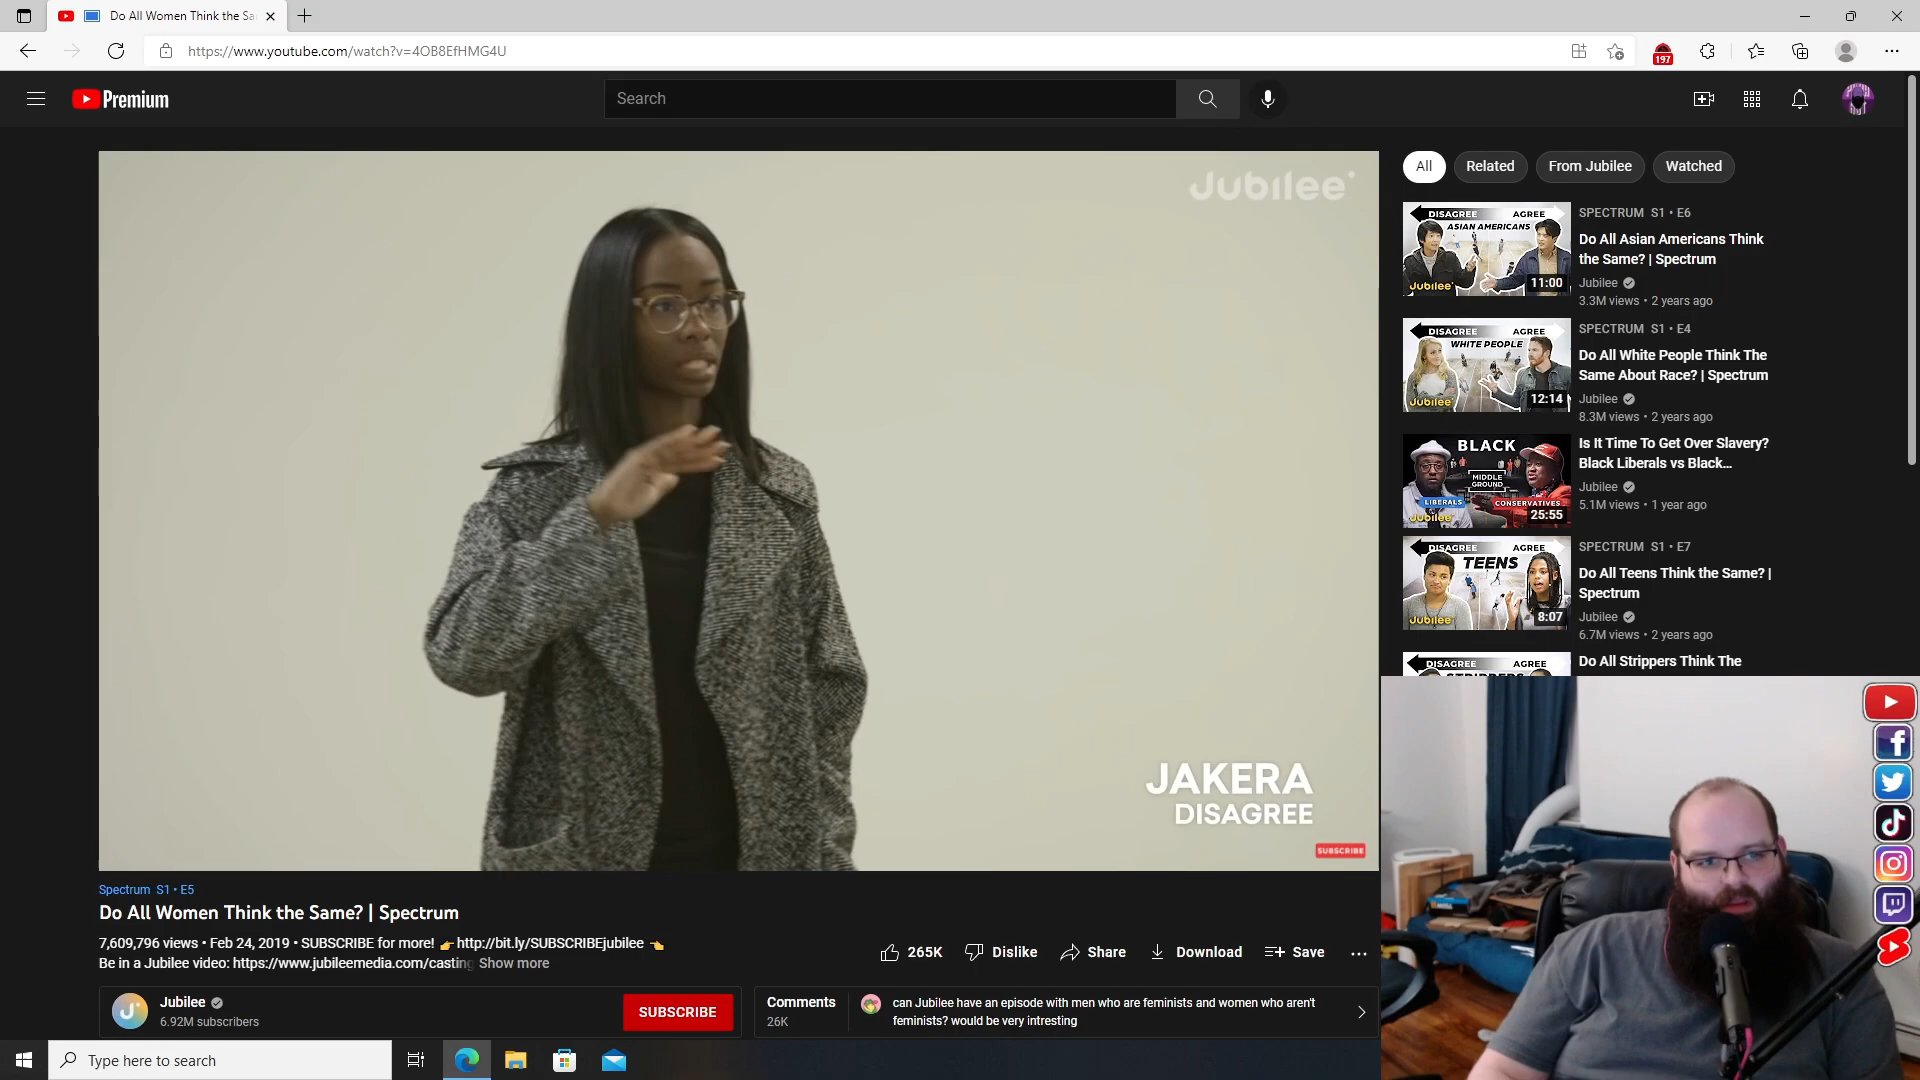 Do All Women Think the Sa
https://www.youtube.com/watch?v=4OB8EfHMG4U
197
Premium
Search
Jubilee
JAKERA
DISAGREE
SUBSCRIBE
Spectrum S1 • E5
Do All Women Think the Same? | Spectrum
7,609,796 views • Feb 24, 2019 • SUBSCRIBE for more! 👉 http://bit.ly/SUBSCRIBEjubilee 👈
Be in a Jubilee video: https://www.jubileemedia.com/casting Show more
265K Dislike Share Download Save
Jubilee
6.92M subscribers
SUBSCRIBE
Comments
26K
can Jubilee have an episode with men who are feminists and women who aren't
feminists? would be very intresting
All Related From Jubilee Watched
DISAGREE AGREE
ASIAN AMERICANS
Jubilee
11:00
SPECTRUM S1 • E6
Do All Asian Americans Think
the Same? | Spectrum
Jubilee
3.3M views • 2 years ago
DISAGREE AGREE
WHITE PEOPLE
Jubilee
12:14
SPECTRUM S1 • E4
Do All White People Think The
Same About Race? | Spectrum
Jubilee
8.3M views • 2 years ago
BLACK
MIDDLE
GROUND
LIBERALS
CONSERVATIVES
Jubilee
25:55
Is It Time To Get Over Slavery?
Black Liberals vs Black...
Jubilee
5.1M views • 1 year ago
DISAGREE AGREE
TEENS
Jubilee
8:07
SPECTRUM S1 • E7
Do All Teens Think the Same? |
Spectrum
Jubilee
6.7M views • 2 years ago
DISAGREE AGREE
Do All Strippers Think The
Type here to search